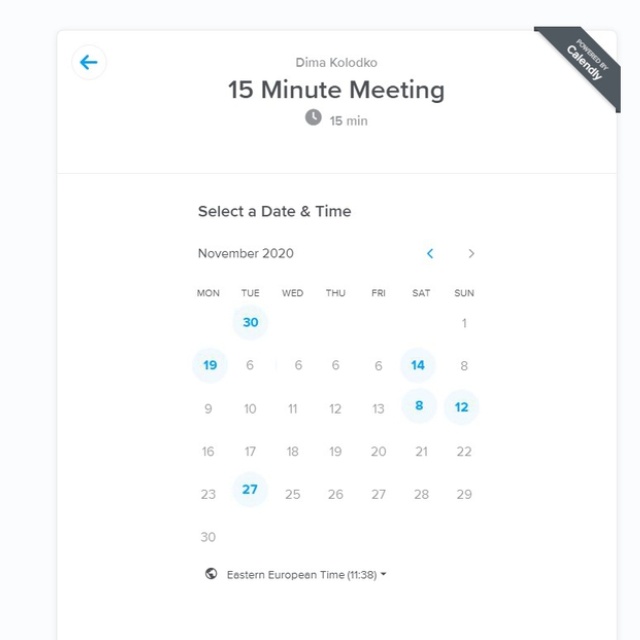 Dima Kolodko
POWERED BY
Calendly
15 Minute Meeting
15 min
Select a Date & Time
November 2020
MON TUE WED THU FRI SAT SUN
30 1
19 6 6 6 6 14 8
9 10 11 12 13 8 12
16 17 18 19 20 21 22
23 27 25 26 27 28 29
30
Eastern European Time (11:38)